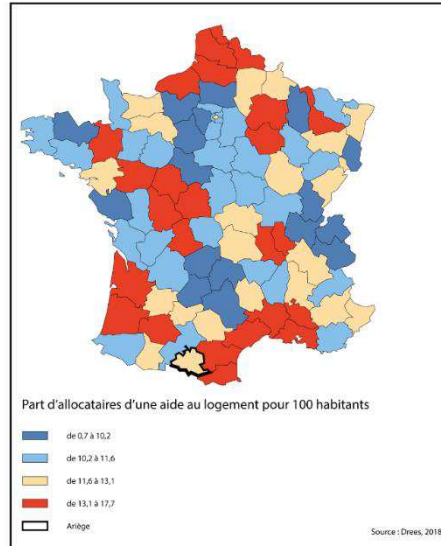 Part d'allocataires d'une aide au logement pour 100 habitants
de 0,7 à 10,2
de 10,2 à 11,6
de 11,6 à 13,1
de 13,1 à 17,7
Ariège
Source : Drees, 2018